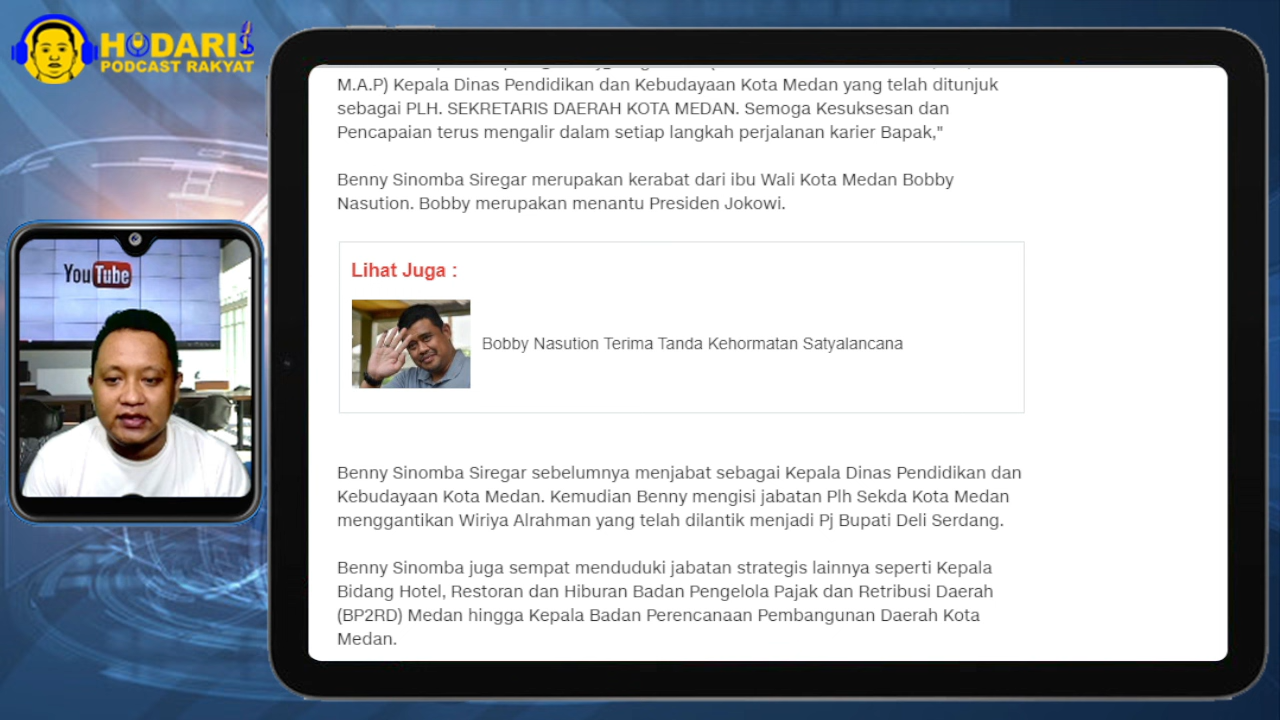 HODARI
PODCAST RAKYAT
YouTube
M.A.P) Kepala Dinas Pendidikan dan Kebudayaan Kota Medan yang telah ditunjuk
sebagai PLH. SEKRETARIS DAERAH KOTA MEDAN. Semoga Kesuksesan dan
Pencapaian terus mengalir dalam setiap langkah perjalanan karier Bapak,"
Benny Sinomba Siregar merupakan kerabat dari ibu Wali Kota Medan Bobby
Nasution. Bobby merupakan menantu Presiden Jokowi.
Lihat Juga :
Bobby Nasution Terima Tanda Kehormatan Satyalancana
Benny Sinomba Siregar sebelumnya menjabat sebagai Kepala Dinas Pendidikan dan
Kebudayaan Kota Medan. Kemudian Benny mengisi jabatan Plh Sekda Kota Medan
menggantikan Wiriya Alrahman yang telah dilantik menjadi Pj Bupati Deli Serdang.
Benny Sinomba juga sempat menduduki jabatan strategis lainnya seperti Kepala
Bidang Hotel, Restoran dan Hiburan Badan Pengelola Pajak dan Retribusi Daerah
(BP2RD) Medan hingga Kepala Badan Perencanaan Pembangunan Daerah Kota
Medan.